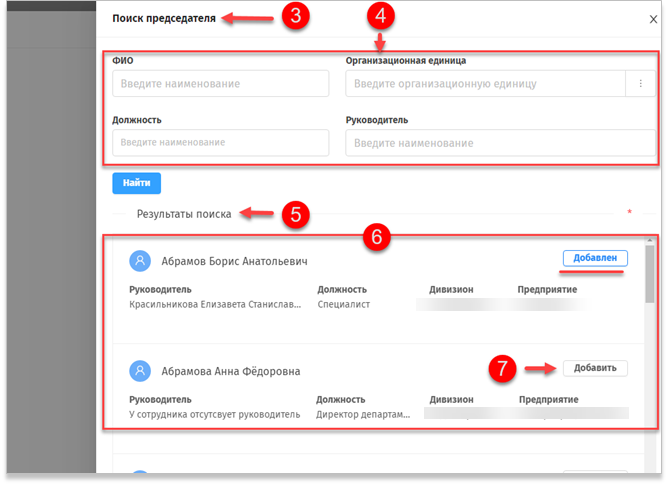 Поиск председателя
3
4
ФИО
Организационная единица
Введите наименование
Введите организационную единицу
Должность
Руководитель
Введите наименование
Введите наименование
Найти
Результаты поиска
5
*
6
Абрамов Борис Анатольевич
Добавлен
Руководитель
Должность
Дивизион
Предприятие
Красильникова Елизавета Станислав...
Специалист
Абрамова Анна Фёдоровна
7
Добавить
Руководитель
Должность
Дивизион
Предприятие
У сотрудника отсутсвует руководитель
Директор департам...